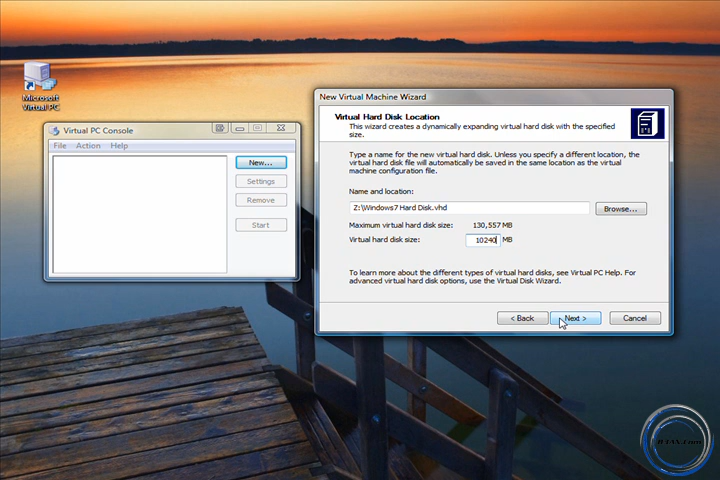 Microsoft
Virtual PC
Virtual PC Console
File Action Help
New...
Settings
Remove
Start
New Virtual Machine Wizard
Virtual Hard Disk Location
This wizard creates a dynamically expanding virtual hard disk with the specified
size.
Type a name for the new virtual hard disk. Unless you specify a different location, the
virtual hard disk file will automatically be saved in the same location as the virtual
machine configuration file.
Name and location:
Z:\Windows7 Hard Disk.vhd
Browse...
Maximum virtual hard disk size: 130,557 MB
Virtual hard disk size: 10240 MB
To learn more about the different types of virtual hard disks, see Virtual PC Help. For
advanced virtual hard disk options, use the Virtual Disk Wizard.
< Back
Next >
Cancel